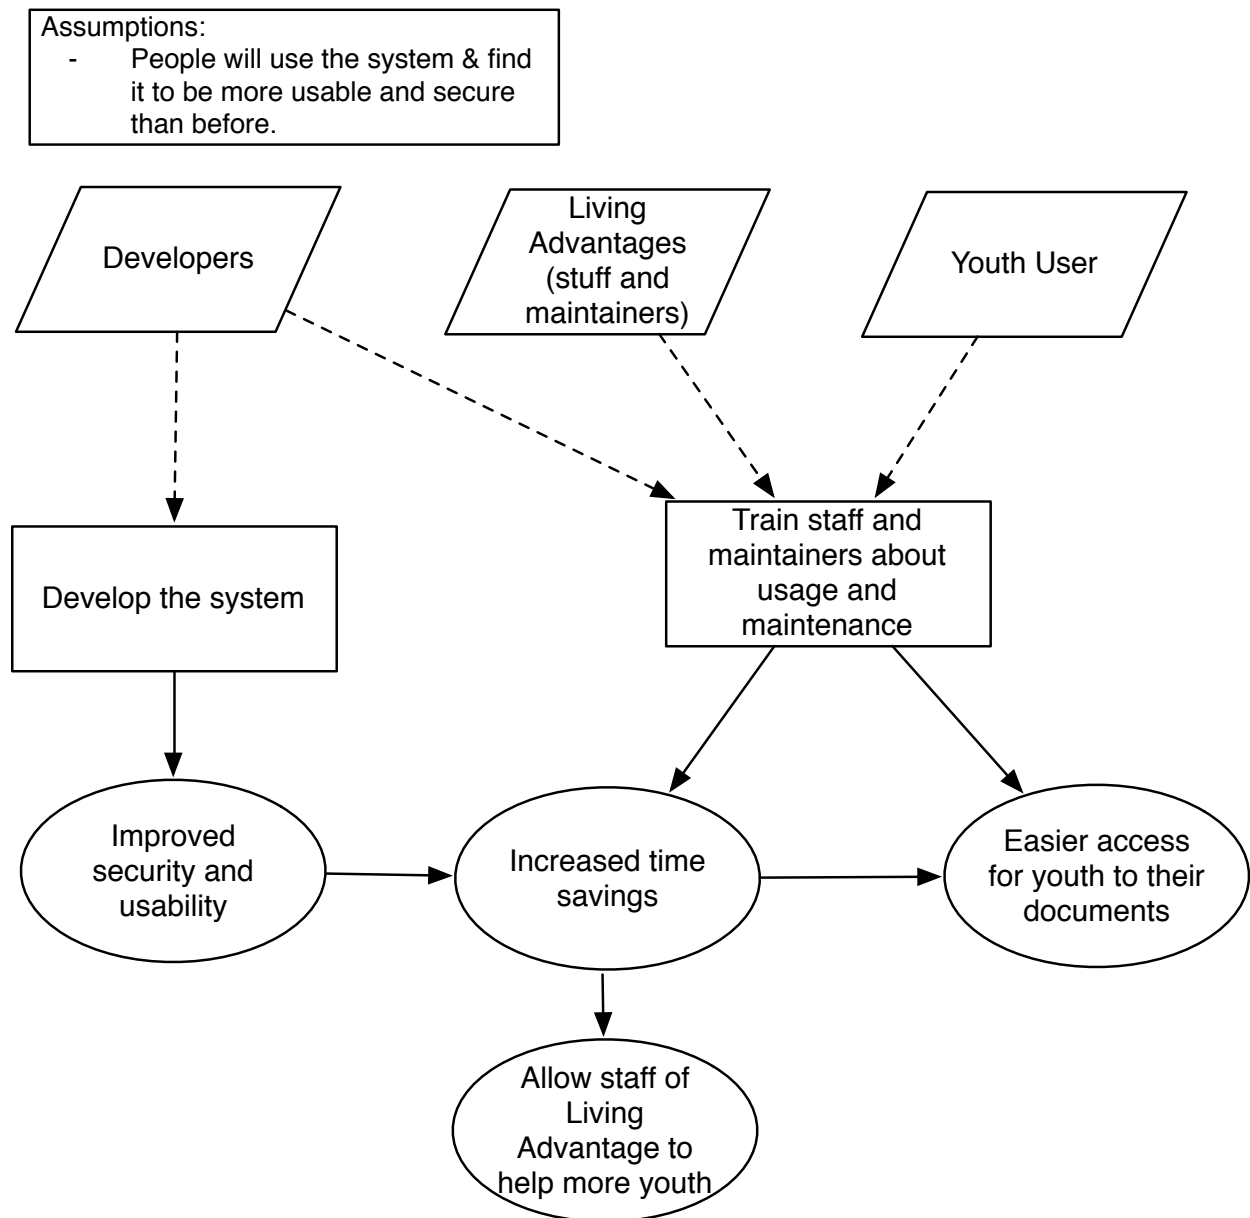 Assumptions:
- People will use the system & find
it to be more usable and secure
than before.
Developers
Living
Advantages
(stuff and
maintainers)
Youth User
Develop the system
Train staff and
maintainers about
usage and
maintenance
Improved
security and
usability
Increased time
savings
Easier access
for youth to their
documents
Allow staff of
Living
Advantage to
help more youth